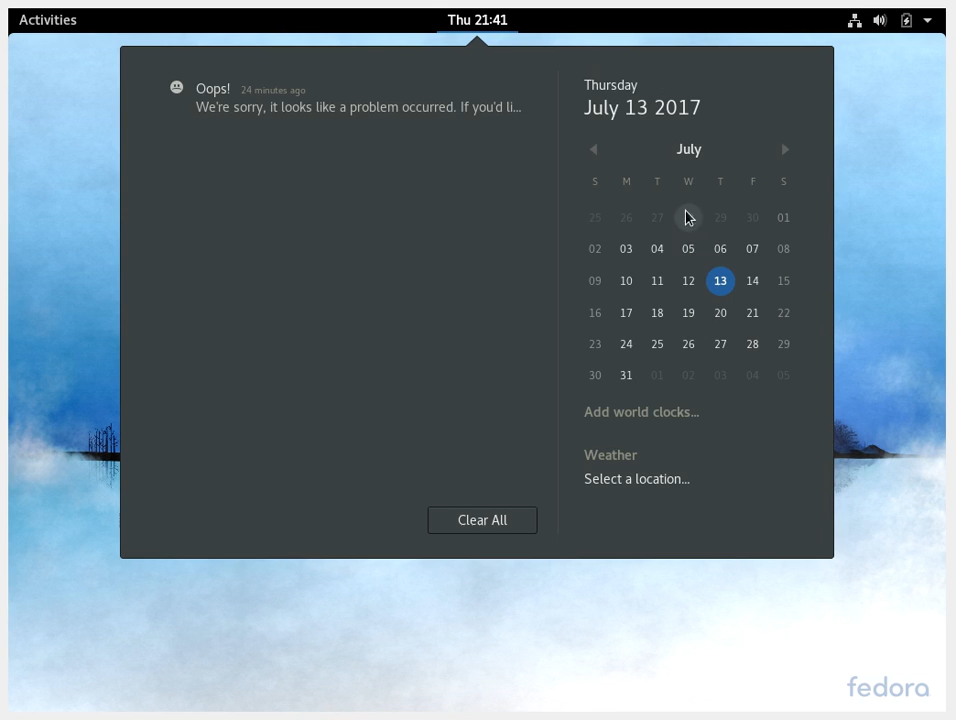 Activities
Thu 21:41
Oops! 24 minutes ago
We're sorry, it looks like a problem occurred. If you'd li...
Clear All
Thursday
July 13 2017
July
S M T W T F S
25 26 27 29 30 01
02 03 04 05 06 07 08
09 10 11 12 13 14 15
16 17 18 19 20 21 22
23 24 25 26 27 28 29
30 31 01 02 03 04 05
Add world clocks...
Weather
Select a location...
fedora